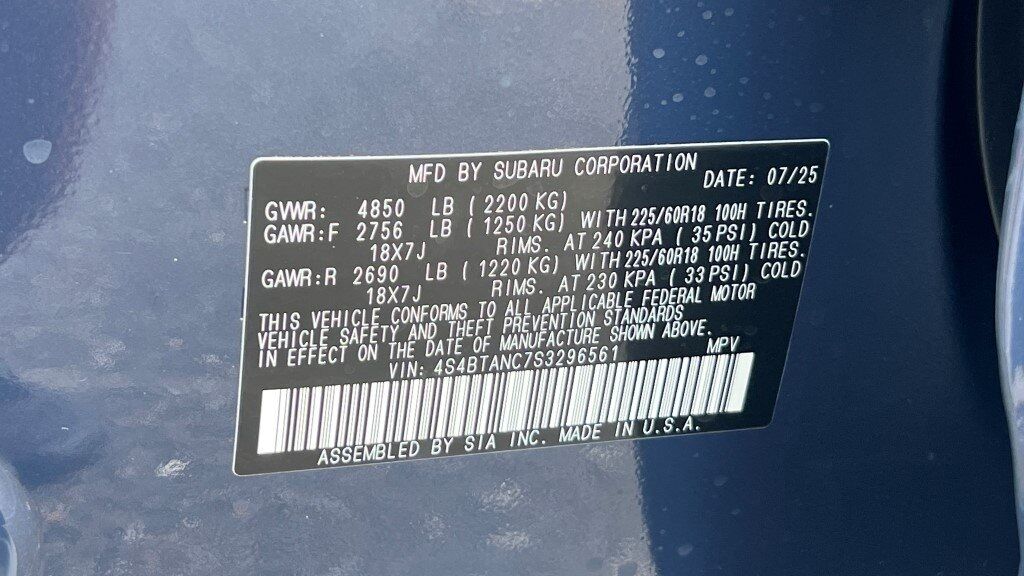 MFD BY SUBARU CORPORATION
DATE: 07/25
GVWR: 4850 LB ( 2200 KG)
GAWR:F 2756 LB ( 1250 KG) WITH 225/60R18 100H TIRES.
18X7J RIMS. AT 240 KPA ( 35 PSI) COLD
GAWR:R 2690 LB ( 1220 KG) WITH 225/60R18 100H TIRES.
18X7J RIMS. AT 230 KPA ( 33 PSI) COLD
THIS VEHICLE CONFORMS TO ALL APPLICABLE FEDERAL MOTOR
VEHICLE SAFETY AND THEFT PREVENTION STANDARDS
IN EFFECT ON THE DATE OF MANUFACTURE SHOWN ABOVE.
VIN: 4S4BTANC7S3296561 MPV
ASSEMBLED BY SIA INC. MADE IN U.S.A.